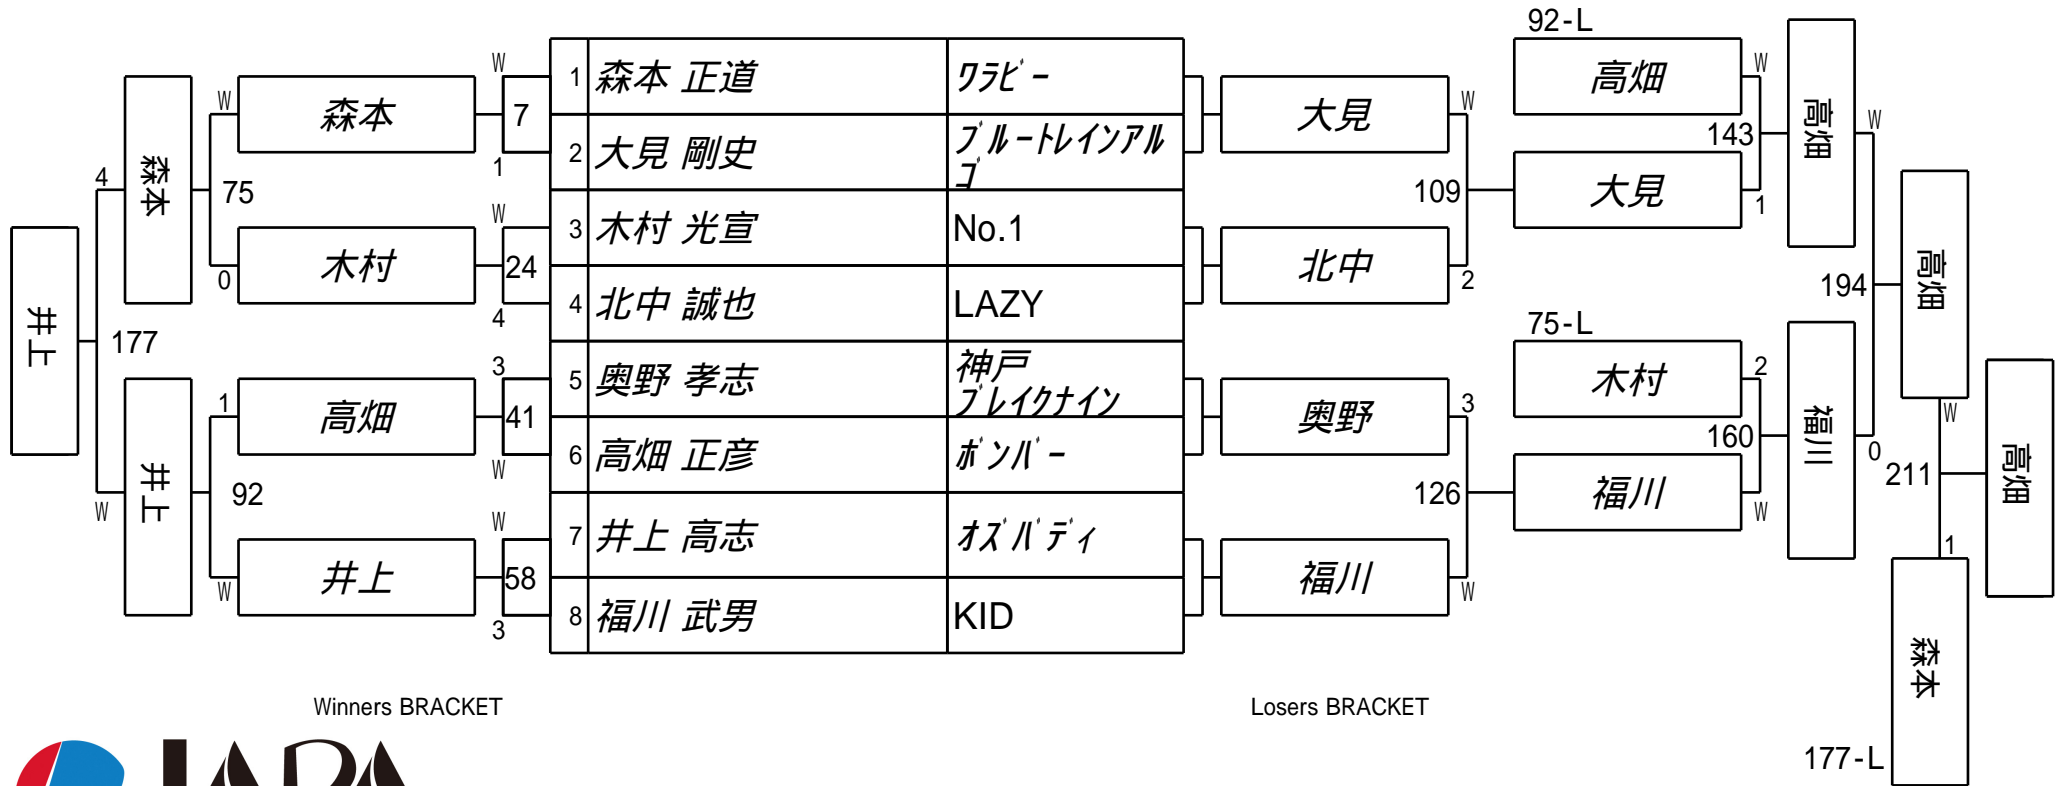 92-L
W
1 森本 正道 ﾜﾗﾋﾞｰ
7
2 大見 剛史 ﾌﾞﾙｰﾄﾚｲﾝｱﾙ
ｺﾞ
1
W
3 木村 光宣 No.1
24
4 北中 誠也 LAZY
4
3
5 奥野 孝志 神戸
ﾌﾞﾚｲｸﾅｲﾝ
41
6 高畑 正彦 ﾎﾞﾝﾊﾞｰ
W
W
7 井上 高志 ｵｽﾞﾊﾞﾃﾞｨ
58
8 福川 武男 KID
3
W
森本
75
木村
0
1
高畑
92
井上
W
4
森本
177
井上
W
井上
大見
W
109
北中
2
奥野
3
126
福川
W
高畑
W
143
大見
1
75-L
木村
2
160
福川
W
高畑
W
194
福川
0
高畑
W
211
1
森本
177-L
高畑
Winners BRACKET
Losers BRACKET